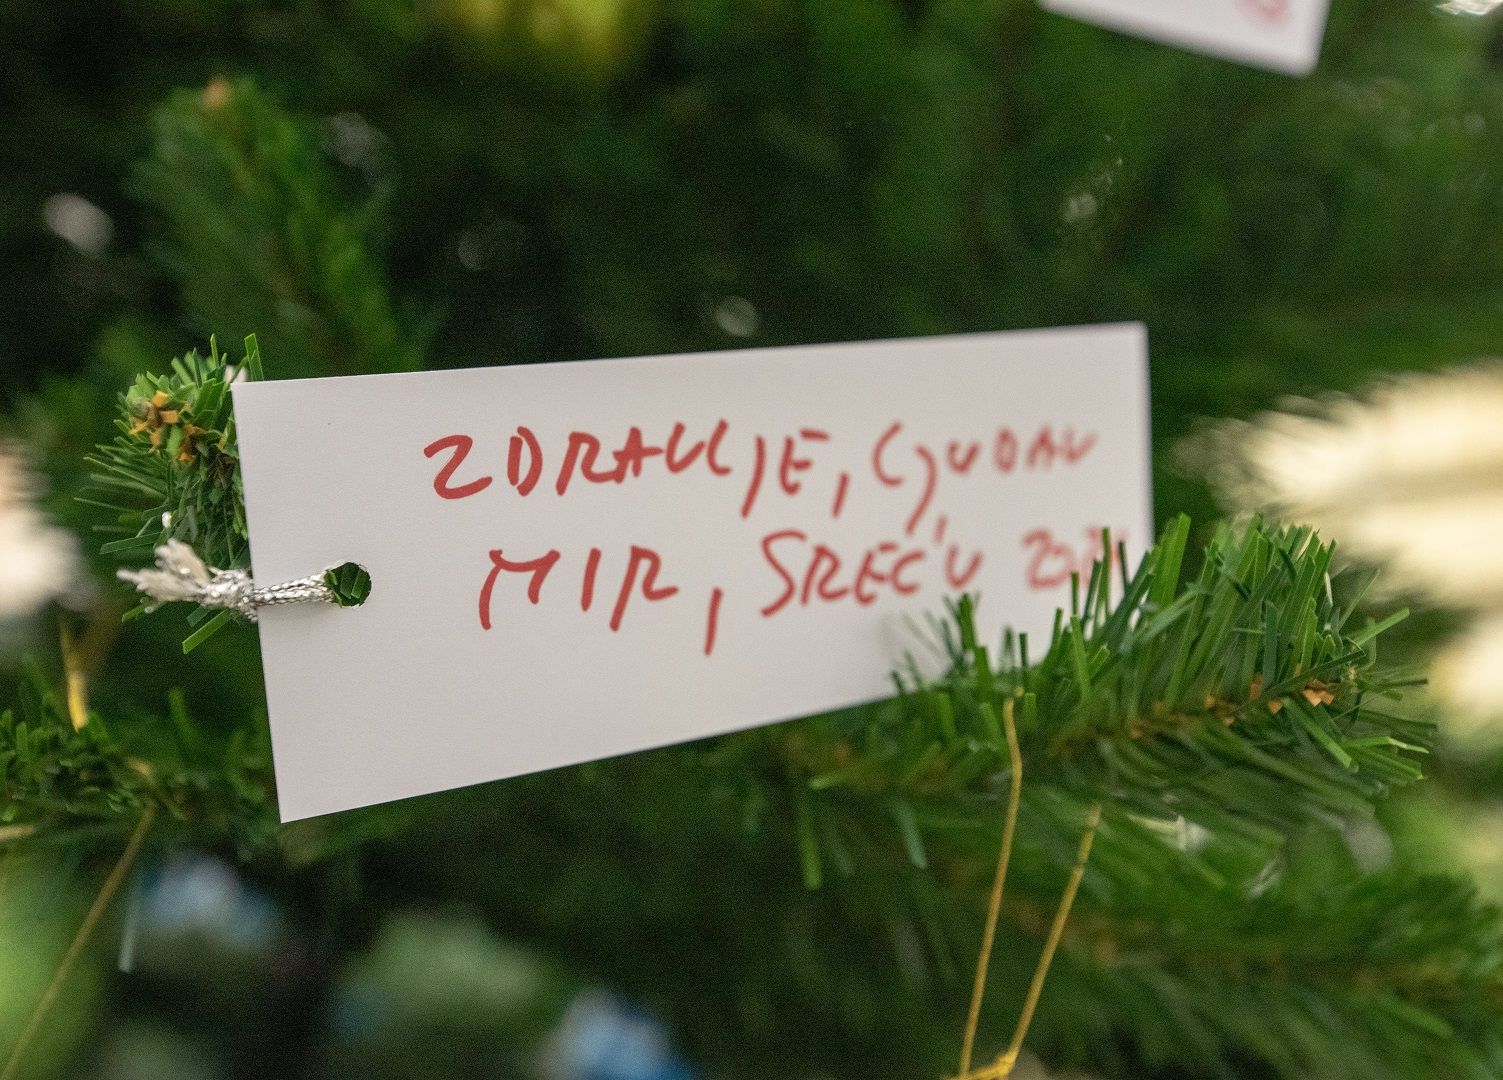 ZDRAVLJE, LJUBAV
MIR, SREĆU